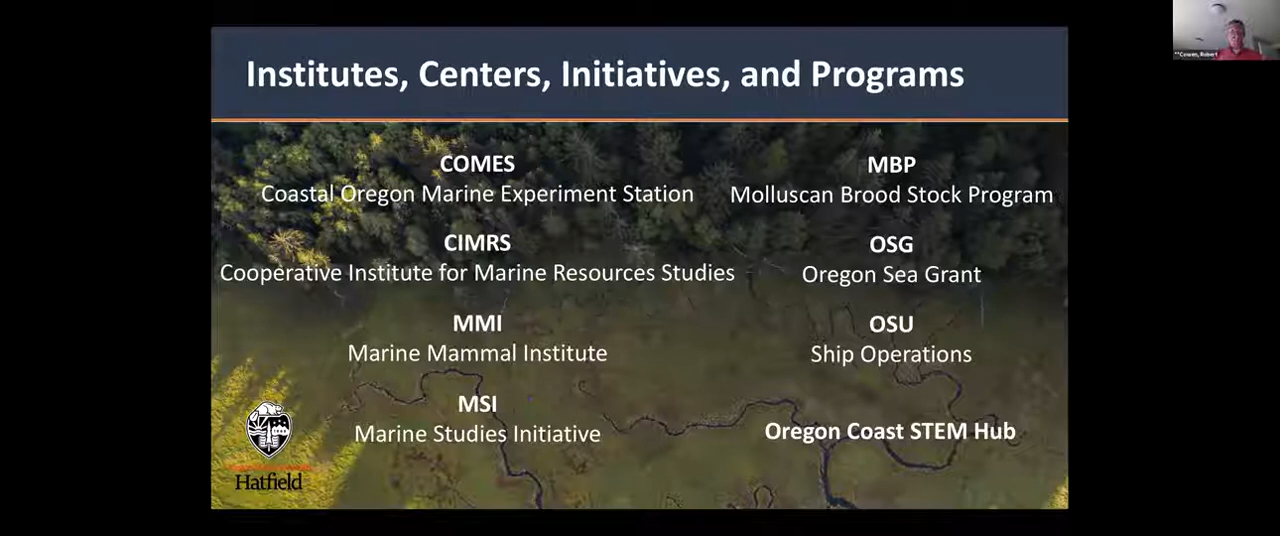 Institutes, Centers, Initiatives, and Programs
COMES
Coastal Oregon Marine Experiment Station
CIMRS
Cooperative Institute for Marine Resources Studies
MMI
Marine Mammal Institute
MSI
Marine Studies Initiative
MBP
Molluscan Brood Stock Program
OSG
Oregon Sea Grant
OSU
Ship Operations
Oregon Coast STEM Hub
Hatfield
Cowen, Robert